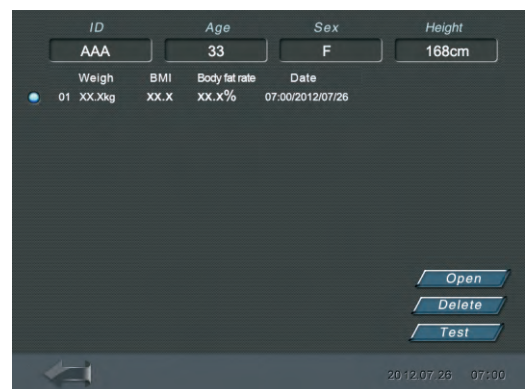 ID Age Sex Height
AAA 33 F 168cm
Weigh BMI Body fat rate Date
01 XX.Xkg XX.X XX.X% 07:00/2012/07/26
Open
Delete
Test
2012.07.26 07:00